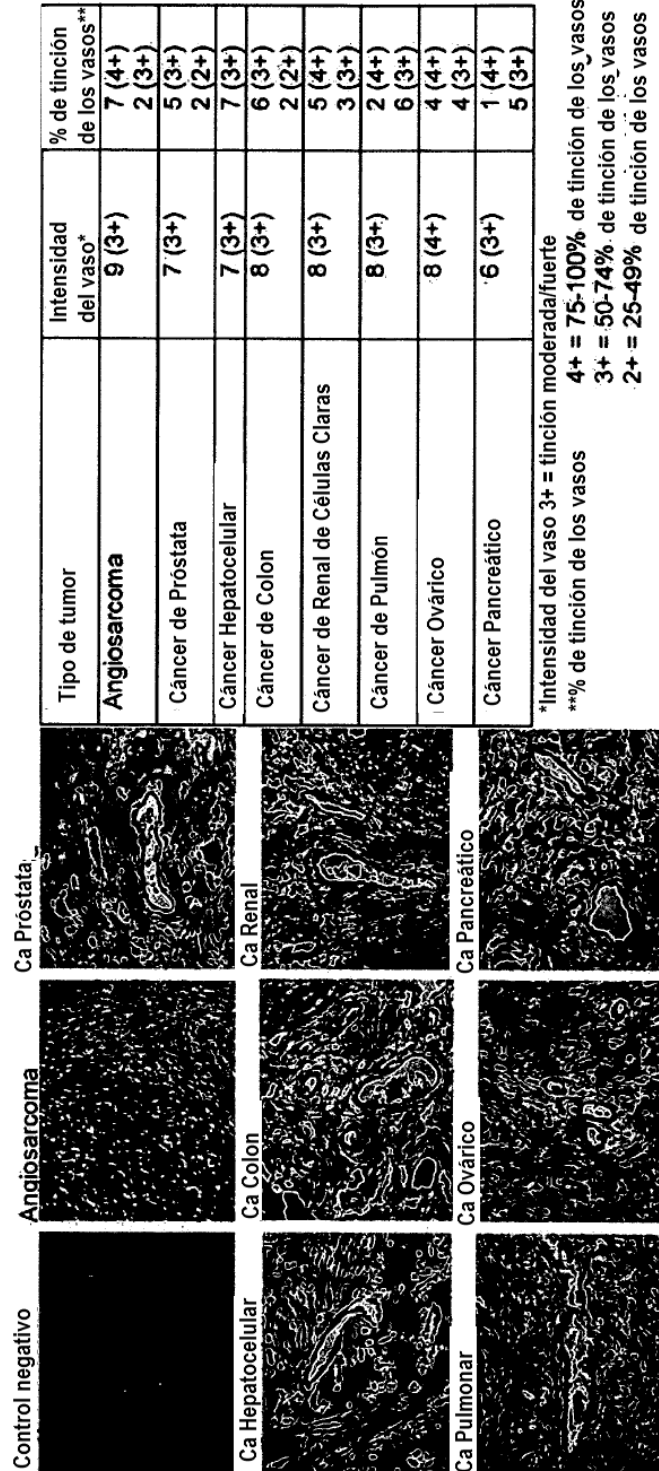 Control negativo
Angiosarcoma
Ca Próstata
Ca Hepatocelular
Ca Colon
Ca Renal
Ca Pulmonar
Ca Ovárico
Ca Pancreático
Tipo de tumor Intensidad del vaso* % de tinción de los vasos**
Angiosarcoma 9 (3+) 7 (4+)
2 (3+)
Cáncer de Próstata 7 (3+) 5 (3+)
2 (2+)
Cáncer Hepatocelular 7 (3+) 7 (3+)
Cáncer de Colon 8 (3+) 6 (3+)
2 (2+)
Cáncer de Renal de Células Claras 8 (3+) 5 (4+)
3 (3+)
Cáncer de Pulmón 8 (3+) 2 (4+)
6 (3+)
Cáncer Ovárico 8 (4+) 4 (4+)
4 (3+)
Cáncer Pancreático 6 (3+) 1 (4+)
5 (3+)
*Intensidad del vaso 3+ = tinción moderada/fuerte
**% de tinción de los vasos 4+ = 75-100% de tinción de los vasos
3+ = 50-74% de tinción de los vasos
2+ = 25-49% de tinción de los vasos